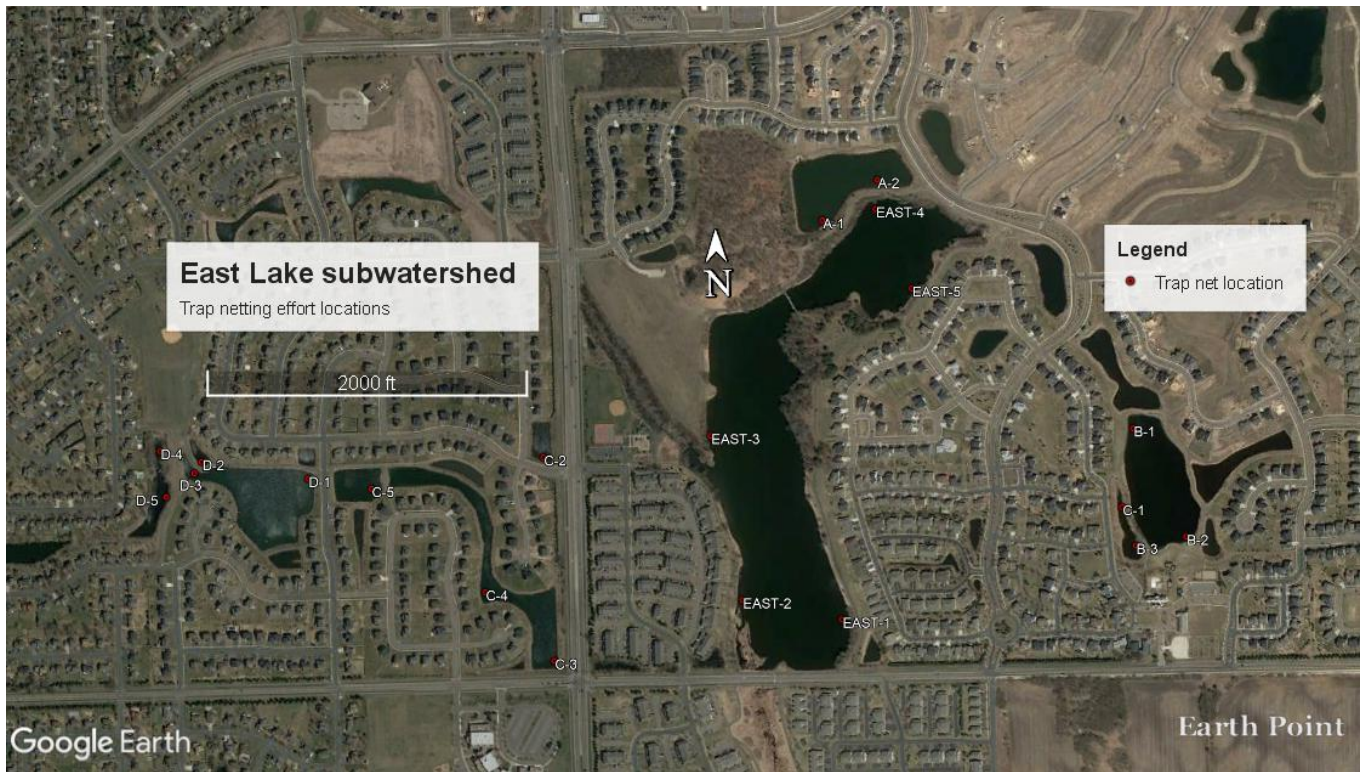 A-2
A-1
EAST-4
N
East Lake subwatershed
Trap netting effort locations
Legend
Trap net location
EAST-5
2000 ft
B-1
EAST-3
D-4
D-2
C-2
D-3
D-1
C-5
D-5
C-1
B-2
B-3
C-4
EAST-2
EAST-1
C-3
Earth Point
Google Earth